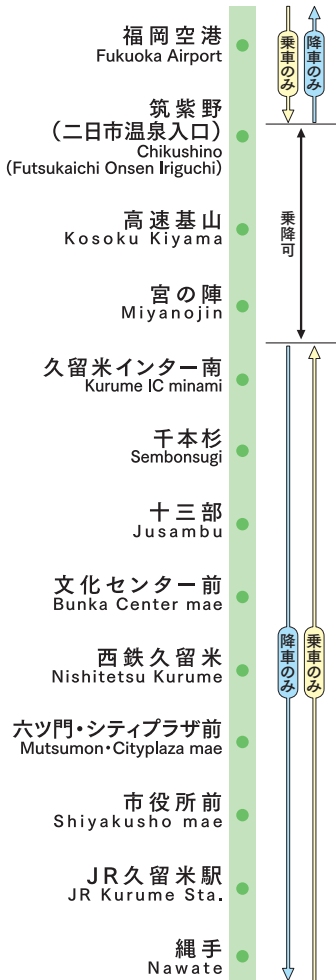 福岡空港
Fukuoka Airport
乗車のみ
降車のみ
筑紫野
(二日市温泉入口)
Chikushino
(Futsukaichi Onsen Iriguchi)
乗降可
高速基山
Kosoku Kiyama
宮の陣
Miyanojin
久留米インター南
Kurume IC minami
千本杉
Sembonsugi
十三部
Jusambu
文化センター前
Bunka Center mae
西鉄久留米
Nishitetsu Kurume
降車のみ
乗車のみ
六ツ門・シティプラザ前
Mutsumon・Cityplaza mae
市役所前
Shiyakusho mae
JR久留米駅
JR Kurume Sta.
縄手
Nawate